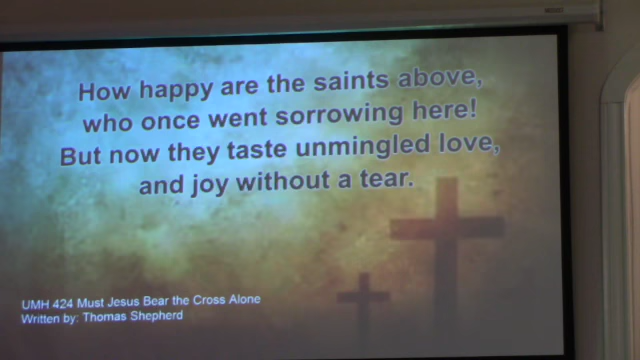 How happy are the saints above,
who once went sorrowing here!
But now they taste unmingled love,
and joy without a tear.
UMH 424 Must Jesus Bear the Cross Alone
Written by: Thomas Shepherd